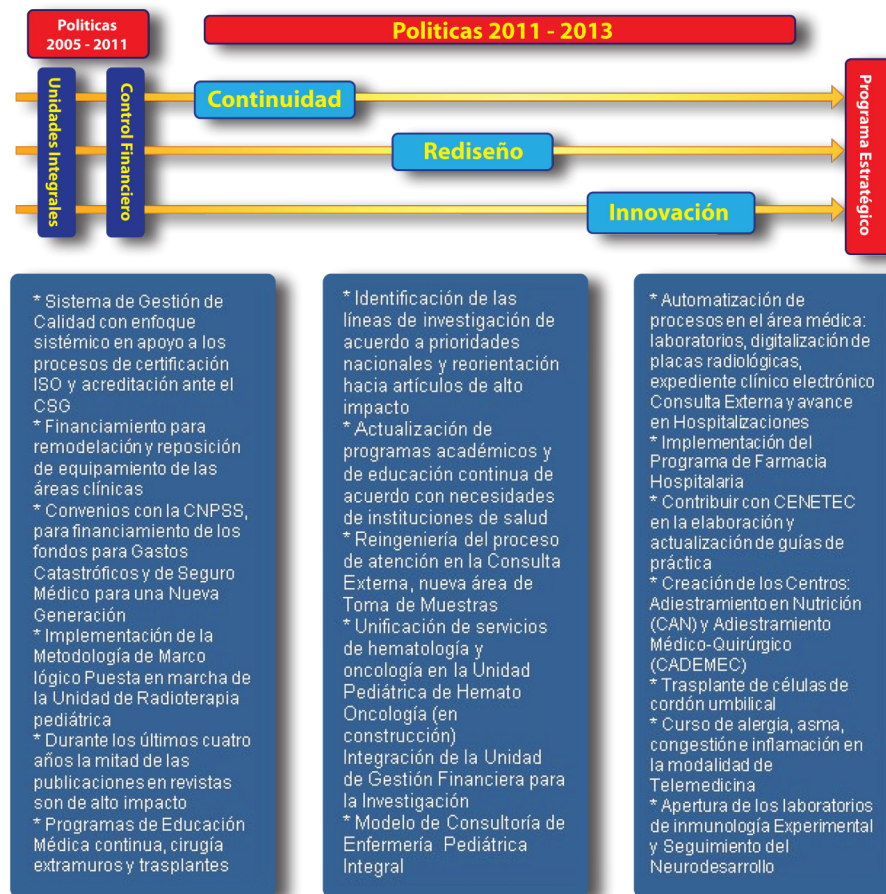 Politicas
2005 - 2011
Politicas 2011 - 2013
Unidades Integrales
Control Financiero
Continuidad
Rediseño
Innovación
Programa Estratégico
* Sistema de Gestión de
Calidad con enfoque
sistémico en apoyo a los
procesos de certificación
ISO y acreditación ante el
CSG
* Financiamiento para
remodelación y reposición
de equipamiento de las
áreas clínicas
* Convenios con la CNPSS,
para financiamiento de los
fondos para Gastos
Catastróficos y de Seguro
Médico para una Nueva
Generación
* Implementación de la
Metodología de Marco
lógico Puesta en marcha de
la Unidad de Radioterapia
pediátrica
* Durante los últimos cuatro
años la mitad de las
publicaciones en revistas
son de alto impacto
* Programas de Educación
Médica continua, cirugía
extramuros y trasplantes
* Identificación de las
líneas de investigación de
acuerdo a prioridades
nacionales y reorientación
hacia artículos de alto
impacto
* Actualización de
programas académicos y
de educación continua de
acuerdo con necesidades
de instituciones de salud
* Reingeniería del proceso
de atención en la Consulta
Externa, nueva área de
Toma de Muestras
* Unificación de servicios
de hematología y
oncología en la Unidad
Pediátrica de Hemato
Oncología (en
construcción)
Integración de la Unidad
de Gestión Financiera para
la Investigación
* Modelo de Consultoría de
Enfermería Pediátrica
Integral
* Automatización de
procesos en el área médica:
laboratorios, digitalización de
placas radiológicas,
expediente clínico electrónico
Consulta Externa y avance
en Hospitalizaciones
* Implementación del
Programa de Farmacia
Hospitalaria
* Contribuir con CENETEC
en la elaboración y
actualización de guías de
práctica
* Creación de los Centros:
Adiestramiento en Nutrición
(CAN) y Adiestramiento
Médico-Quirúrgico
(CADEMEC)
* Trasplante de células de
cordón umbilical
* Curso de alergia, asma,
congestión e inflamación en
la modalidad de
Telemedicina
* Apertura de los laboratorios
de inmunología Experimental
y Seguimiento del
Neurodesarrollo